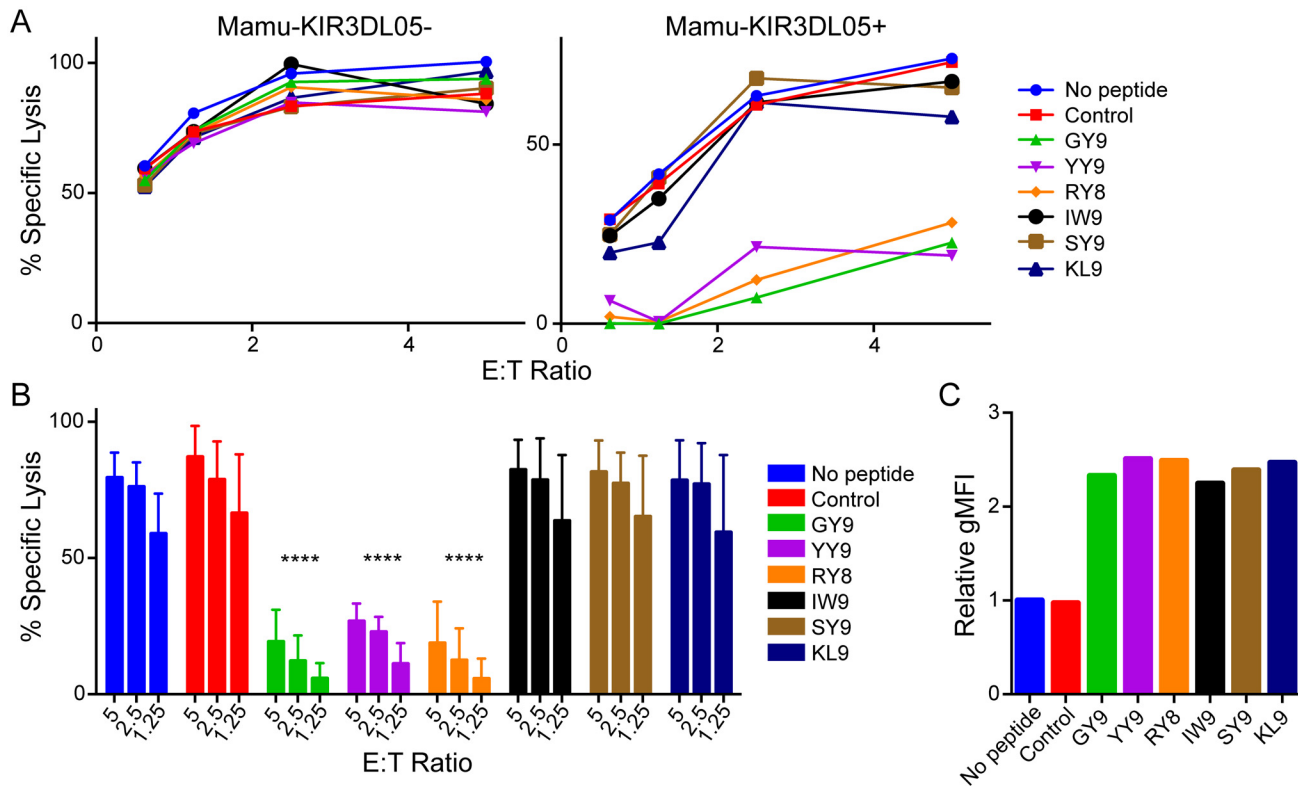 A
Mamu-KIR3DL05-
Mamu-KIR3DL05+
% Specific Lysis
100
50
0
0 2 4
50
0
0 2 4
E:T Ratio
No peptide
Control
GY9
YY9
RY8
IW9
SY9
KL9
B
% Specific Lysis
100
50
0
**** **** ****
5 2.5 1.25 5 2.5 1.25 5 2.5 1.25 5 2.5 1.25 5 2.5 1.25 5 2.5 1.25 5 2.5 1.25 5 2.5 1.25
E:T Ratio
No peptide
Control
GY9
YY9
RY8
IW9
SY9
KL9
C
Relative gMFI
3
2
1
0
No peptide Control GY9 YY9 RY8 IW9 SY9 KL9